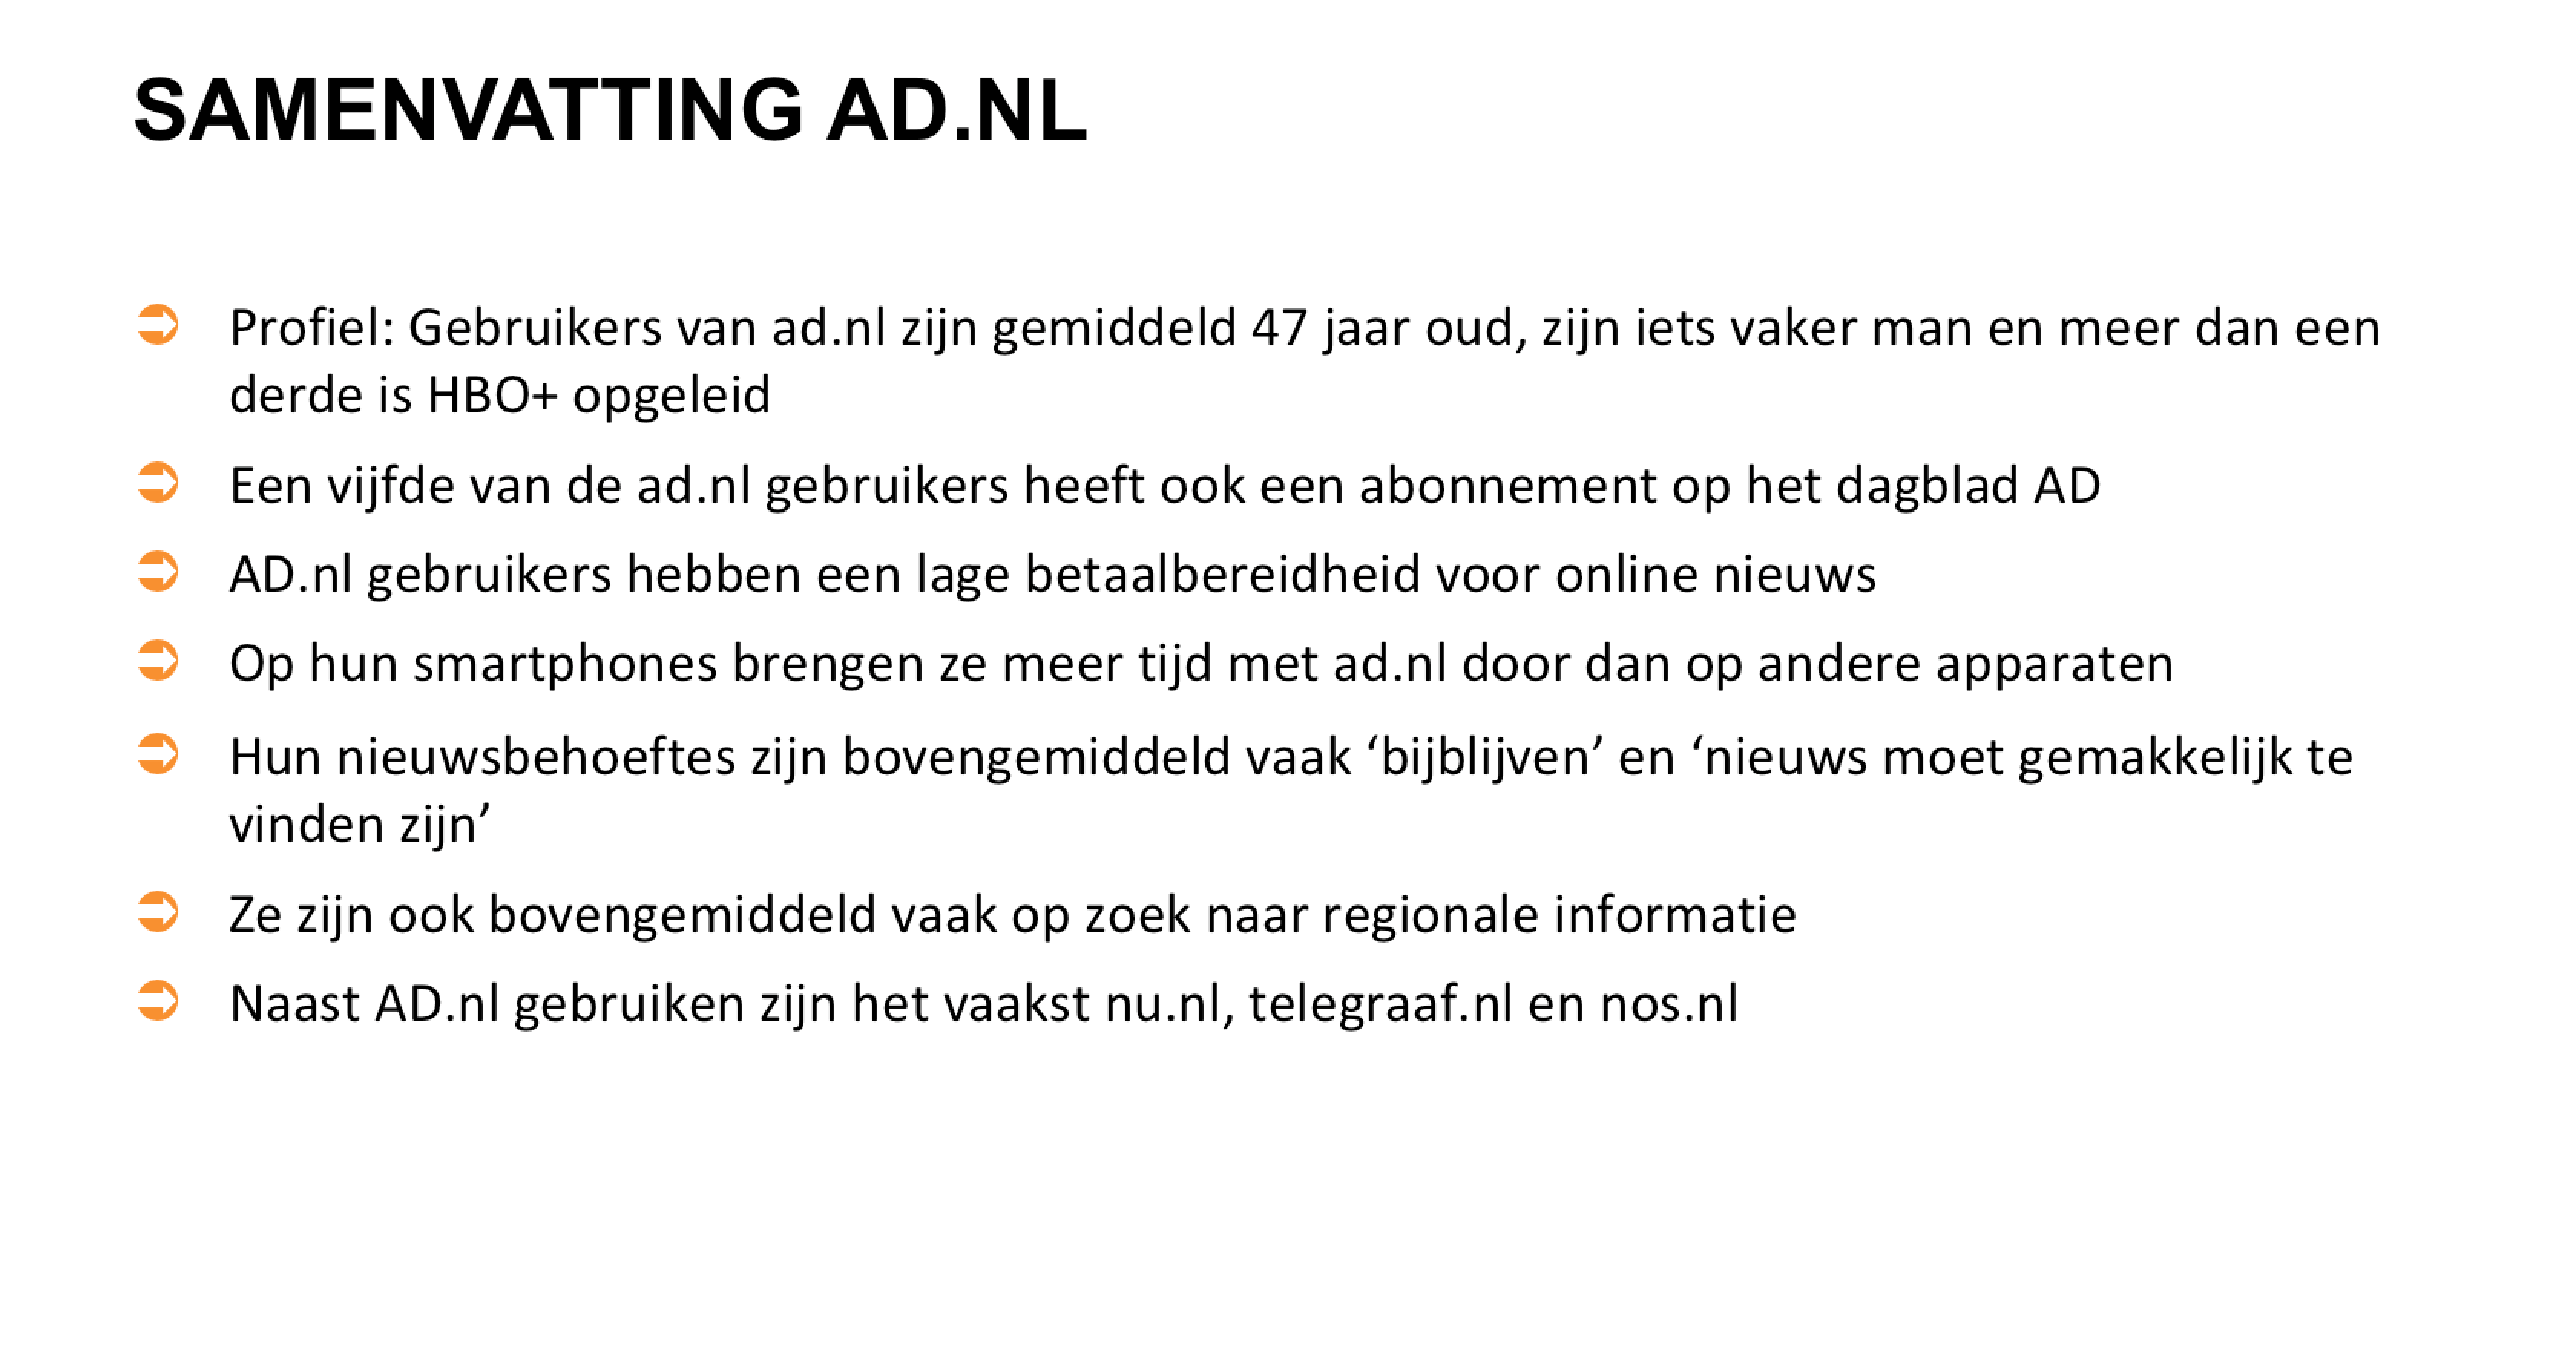 SAMENVATTING AD.NL
Profiel: Gebruikers van ad.nl zijn gemiddeld 47 jaar oud, zijn iets vaker man en meer dan een
derde is HBO+ opgeleid
Een vijfde van de ad.nl gebruikers heeft ook een abonnement op het dagblad AD
AD.nl gebruikers hebben een lage betaalbereidheid voor online nieuws
Op hun smartphones brengen ze meer tijd met ad.nl door dan op andere apparaten
Hun nieuwsbehoeftes zijn bovengemiddeld vaak ‘bijblijven’ en ‘nieuws moet gemakkelijk te
vinden zijn’
Ze zijn ook bovengemiddeld vaak op zoek naar regionale informatie
Naast AD.nl gebruiken zijn het vaakst nu.nl, telegraaf.nl en nos.nl